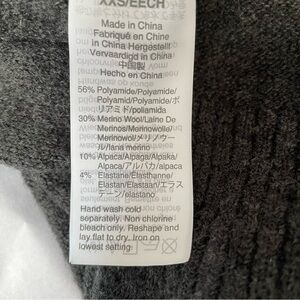 XXS/EECH
Made in China
Fabriqué en Chine
in China Hergestellt
Vervaardigd in China
中国製
Hecho en China
56% Polyamide/Polyamide/
Polyamid/Polyamide/ポ
リアミド/poliamida
30% Merino Wool/Laine De
Merinos/Merinowolle/
Merinowol/メリノウー
ル/lana merino
10% Alpaca/Alpaga/Alpaka/
Alpaca/アルパカ/alpaca
4% Elastane/Élasthanne/
Elastan/Elastaan/エラス
テーン/elastano
Hand wash cold
separately. Non chlorine
bleach only. Reshape and
lay flat to dry. Iron on
lowest setting.